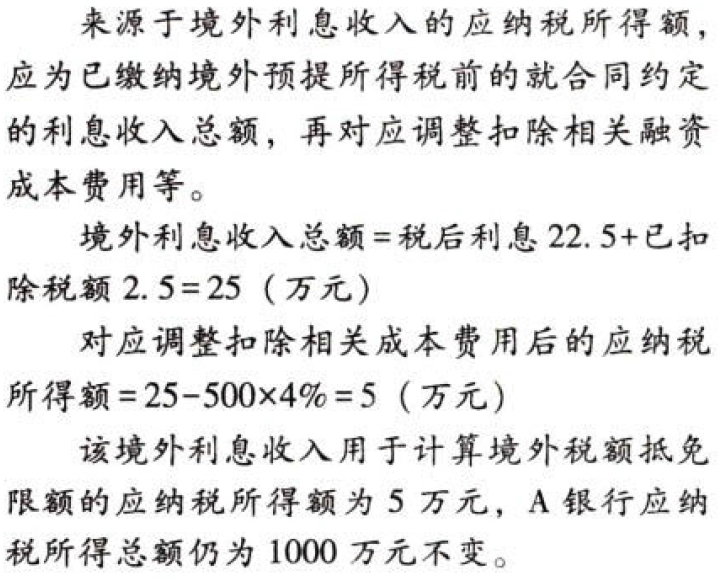 来源于境外利息收入的应纳税所得额，
应为已缴纳境外预提所得税前的就合同约定
的利息收入总额，再对应调整扣除相关融资
成本费用等。
境外利息收入总额=税后利息 22.5+已扣
除税额 2.5=25（万元）
对应调整扣除相关成本费用后的应纳税
所得额=25-500×4%=5（万元）
该境外利息收入用于计算境外税额抵免
限额的应纳税所得额为 5 万元，A 银行应纳
税所得总额仍为 1000 万元不变。